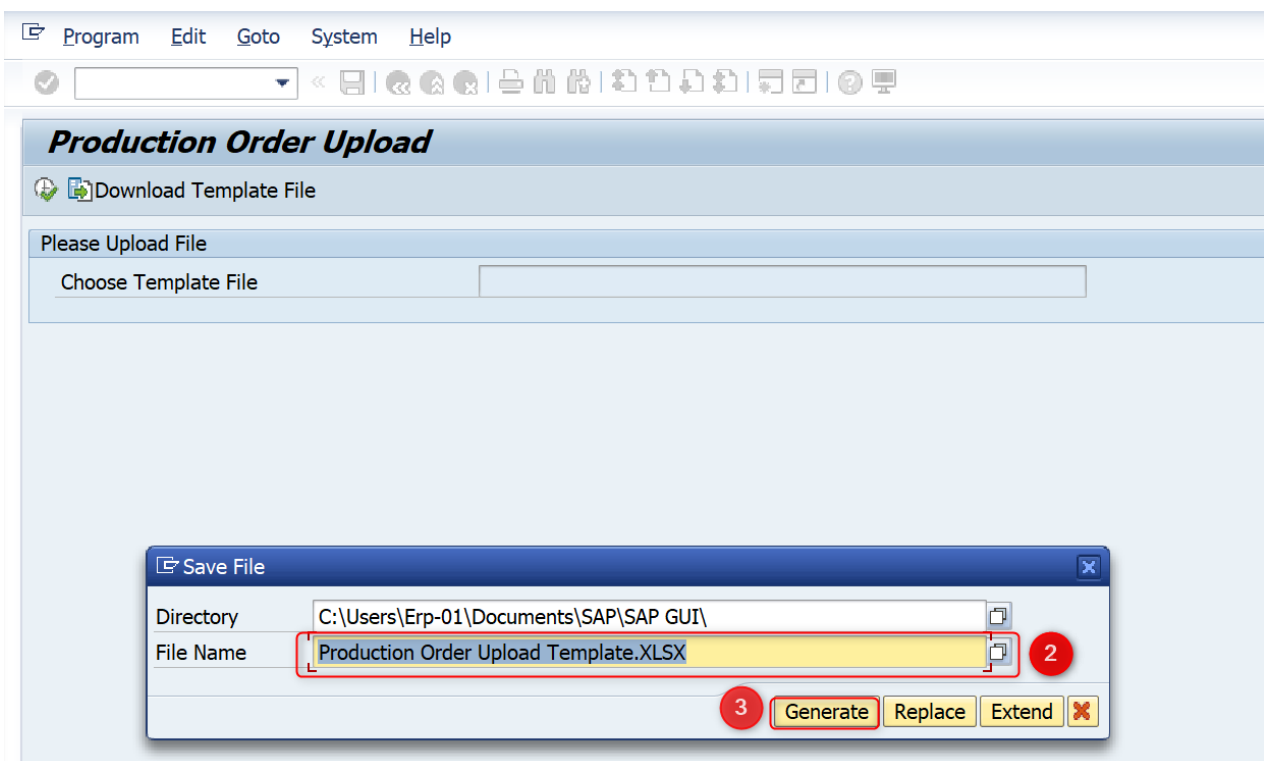 Program Edit Goto System Help
Production Order Upload
Download Template File
Please Upload File
Choose Template File
Save File
Directory C:\Users\Erp-01\Documents\SAP\SAP GUI\
File Name Production Order Upload Template.XLSX 2
3 Generate Replace Extend